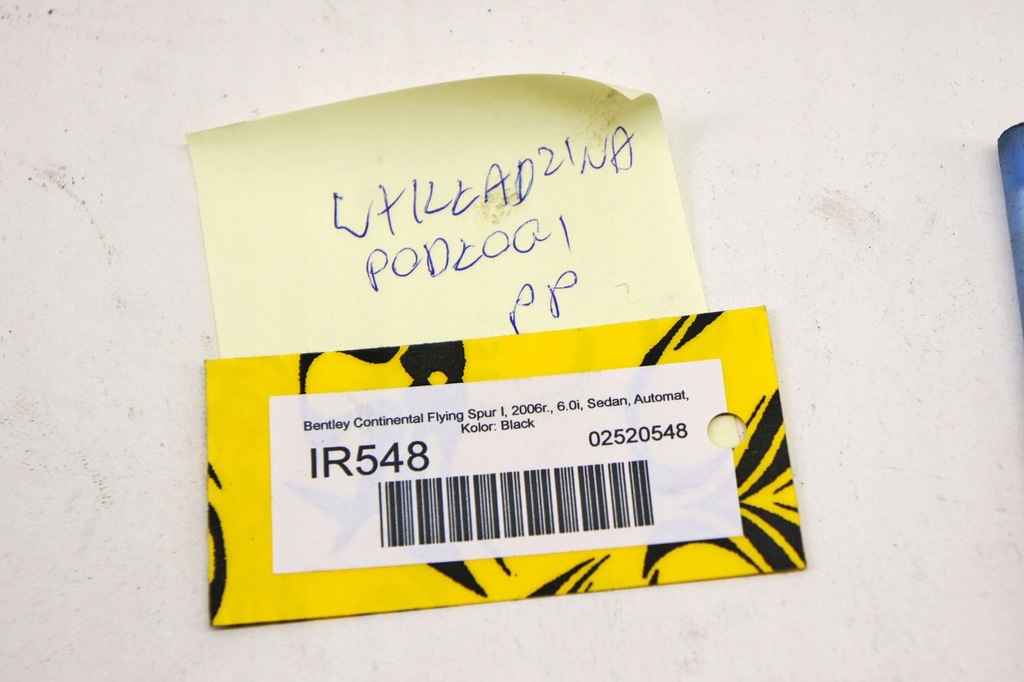 WYKŁADZINA
PODŁOGI
PP
Bentley Continental Flying Spur I, 2006r., 6.0i, Sedan, Automat,
Kolor: Black
IR548
02520548